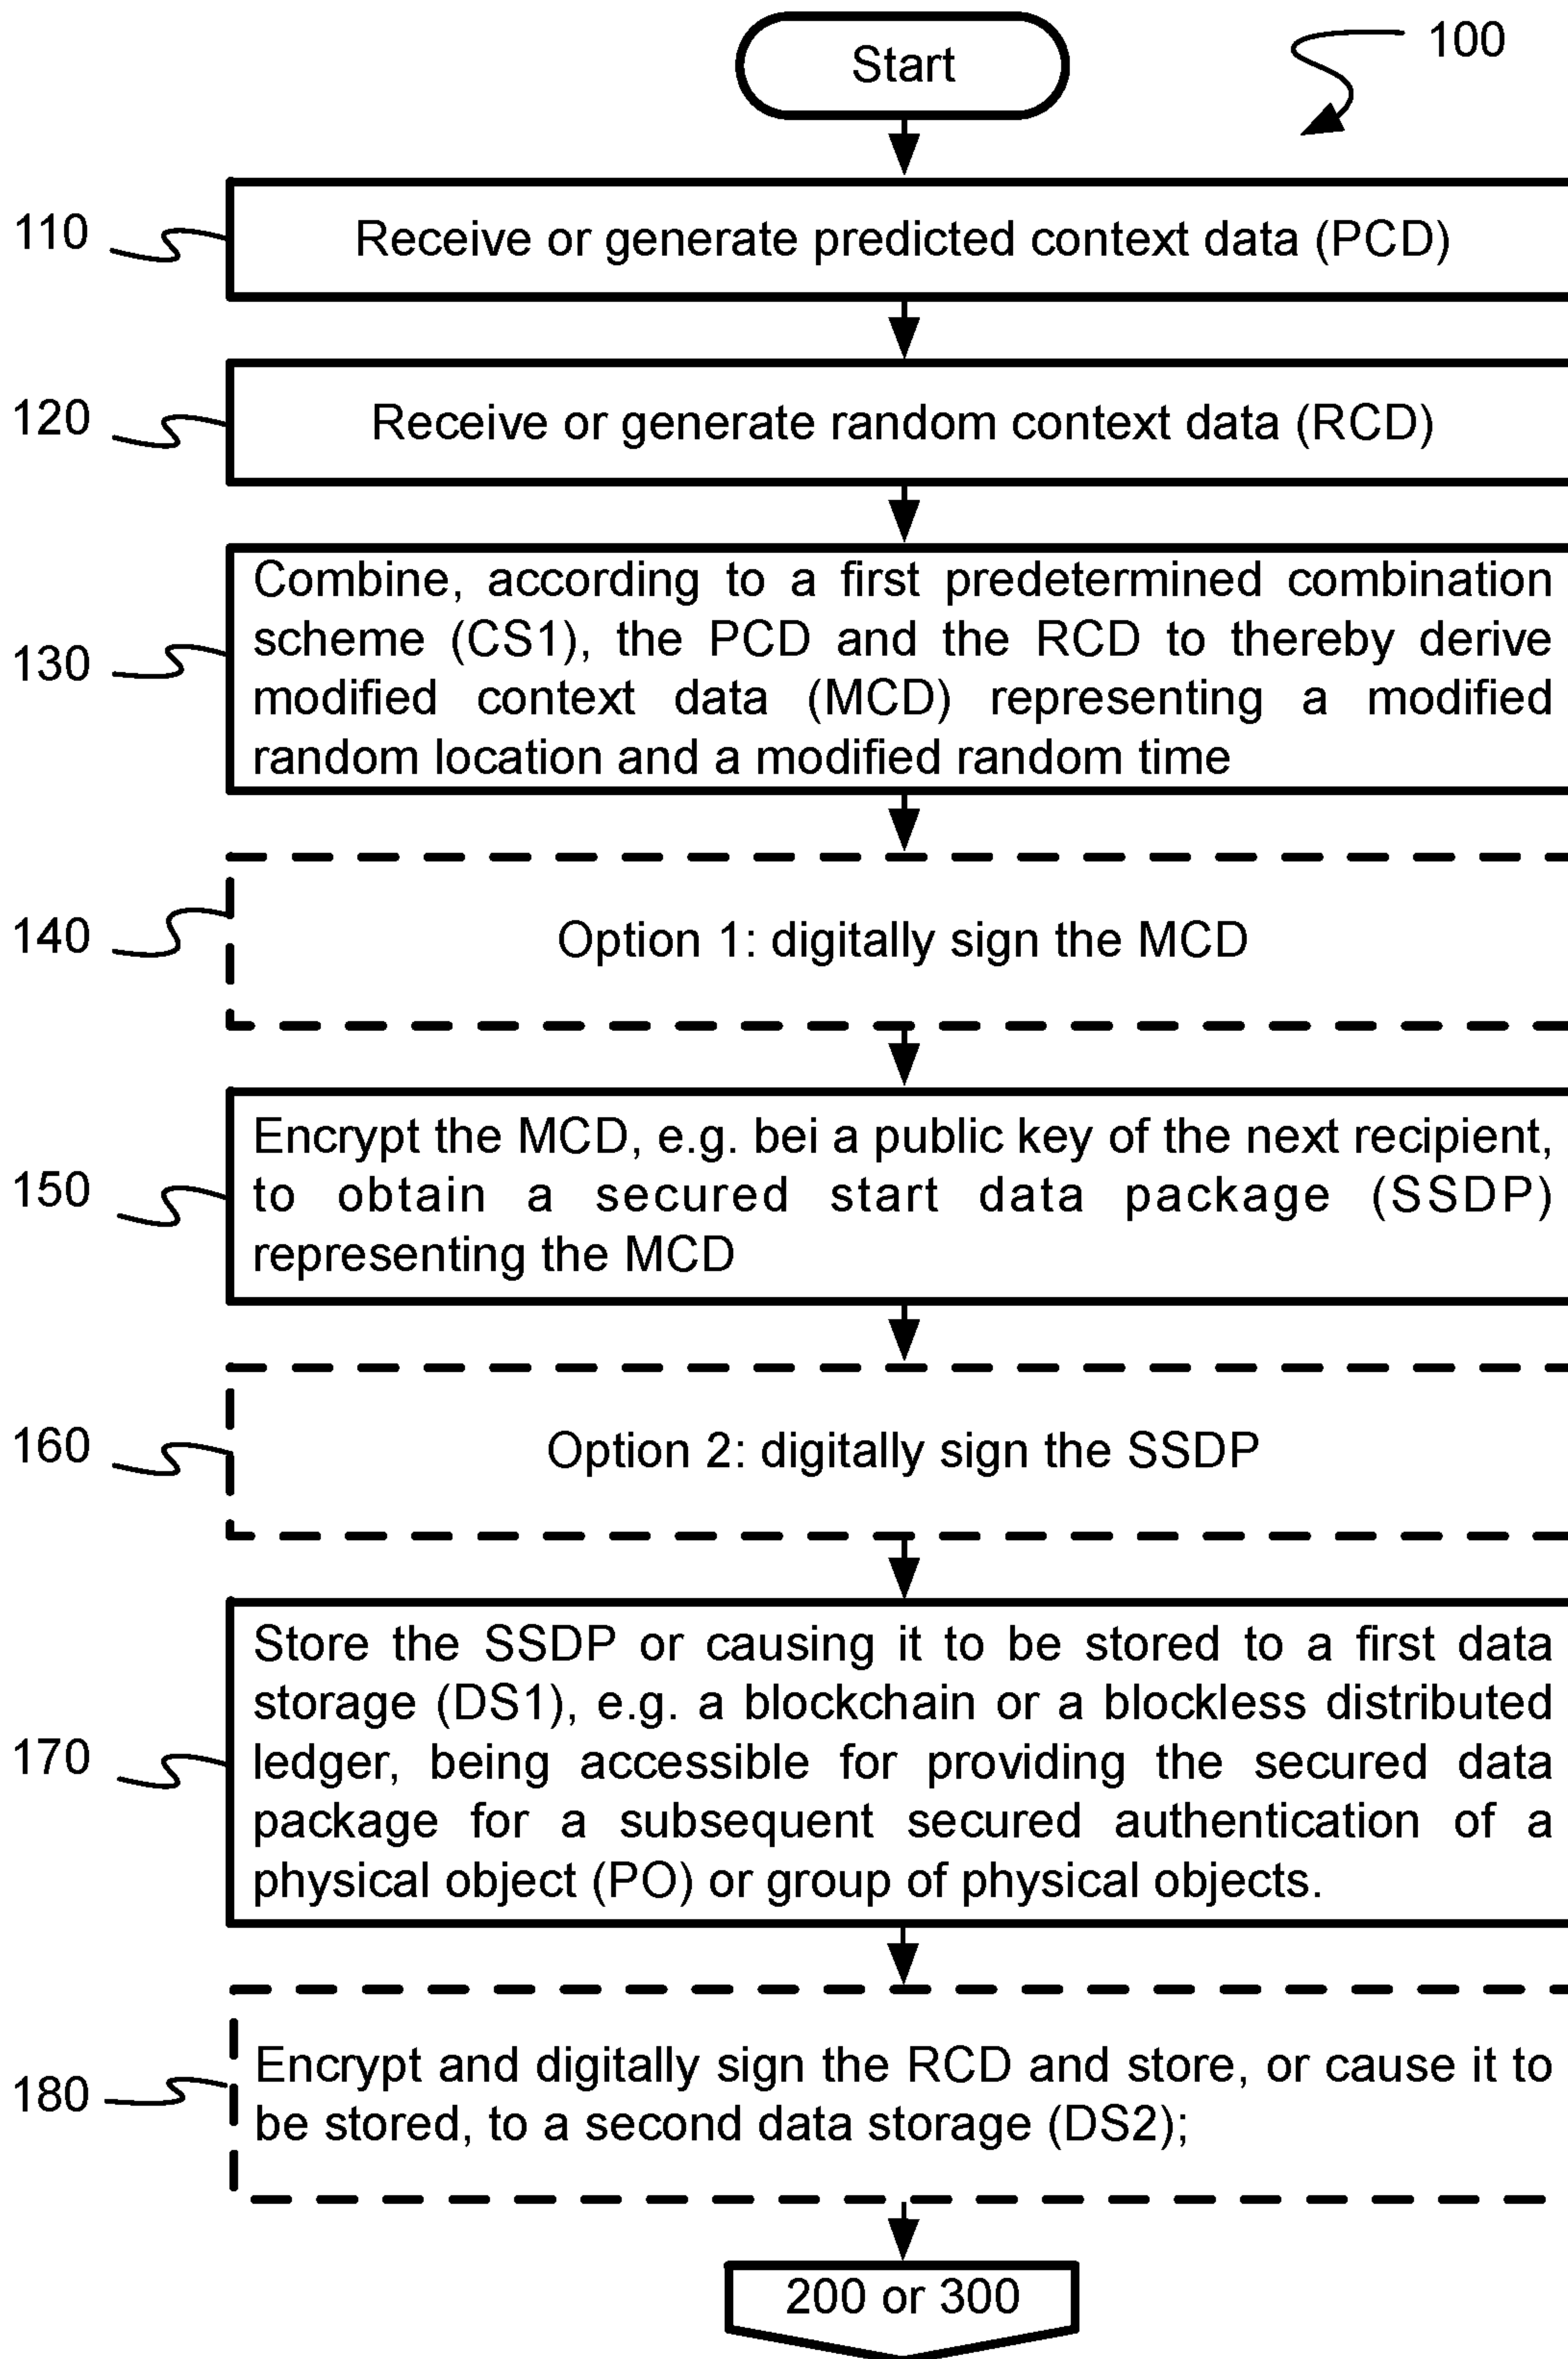 Start
100
110
Receive or generate predicted context data (PCD)
120
Receive or generate random context data (RCD)
130
Combine, according to a first predetermined combination
scheme (CS1), the PCD and the RCD to thereby derive
modified context data (MCD) representing a modified
random location and a modified random time
140
Option 1: digitally sign the MCD
150
Encrypt the MCD, e.g. bei a public key of the next recipient,
to obtain a secured start data package (SSDP)
representing the MCD
160
Option 2: digitally sign the SSDP
170
Store the SSDP or causing it to be stored to a first data
storage (DS1), e.g. a blockchain or a blockless distributed
ledger, being accessible for providing the secured data
package for a subsequent secured authentication of a
physical object (PO) or group of physical objects.
180
Encrypt and digitally sign the RCD and store, or cause it to
be stored, to a second data storage (DS2);
200 or 300